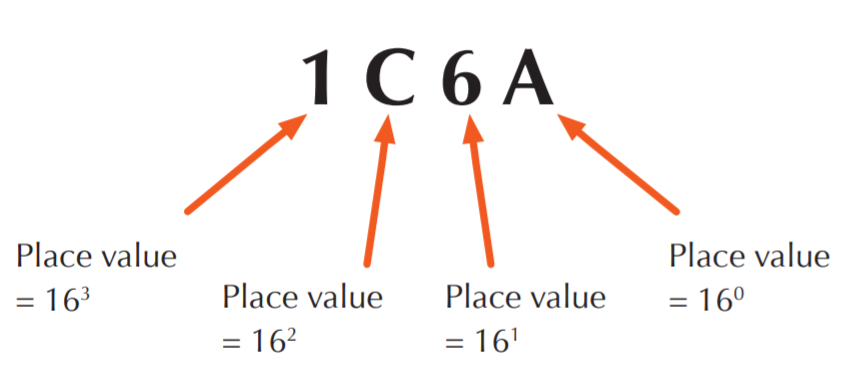 1 C 6 A
Place value
= 16³
Place value
= 16²
Place value
= 16¹
Place value
= 16⁰